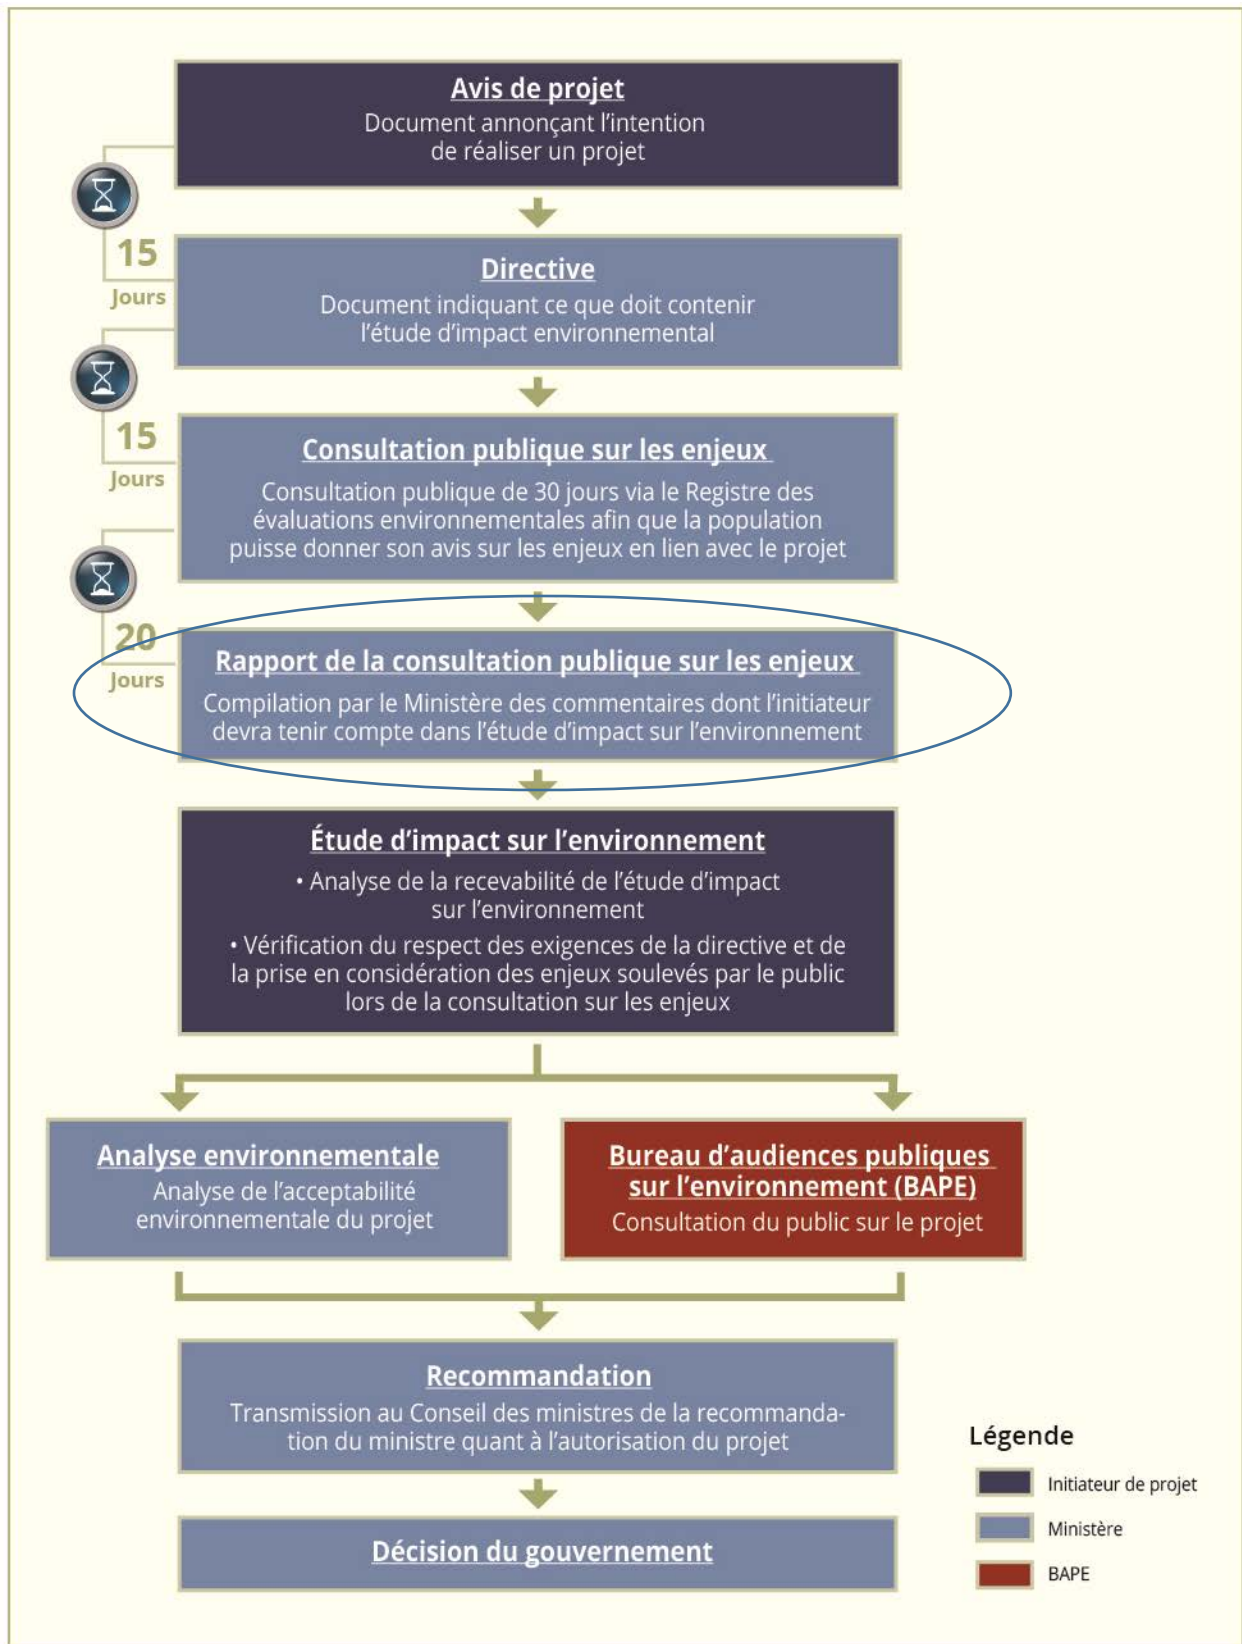 Avis de projet
Document annonçant l'intention
de réaliser un projet
15
Jours
Directive
Document indiquant ce que doit contenir
l'étude d'impact environnemental
15
Jours
Consultation publique sur les enjeux
Consultation publique de 30 jours via le Registre des
évaluations environnementales afin que la population
puisse donner son avis sur les enjeux en lien avec le projet
20
Jours
Rapport de la consultation publique sur les enjeux
Compilation par le Ministère des commentaires dont l'initiateur
devra tenir compte dans l'étude d'impact sur l'environnement
Étude d'impact sur l'environnement
• Analyse de la recevabilité de l'étude d'impact
sur l'environnement
• Vérification du respect des exigences de la directive et de
la prise en considération des enjeux soulevés par le public
lors de la consultation sur les enjeux
Analyse environnementale
Analyse de l'acceptabilité
environnementale du projet
Bureau d'audiences publiques
sur l'environnement (BAPE)
Consultation du public sur le projet
Recommandation
Transmission au Conseil des ministres de la recommanda-
tion du ministre quant à l'autorisation du projet
Décision du gouvernement
Légende
Initiateur de projet
Ministère
BAPE